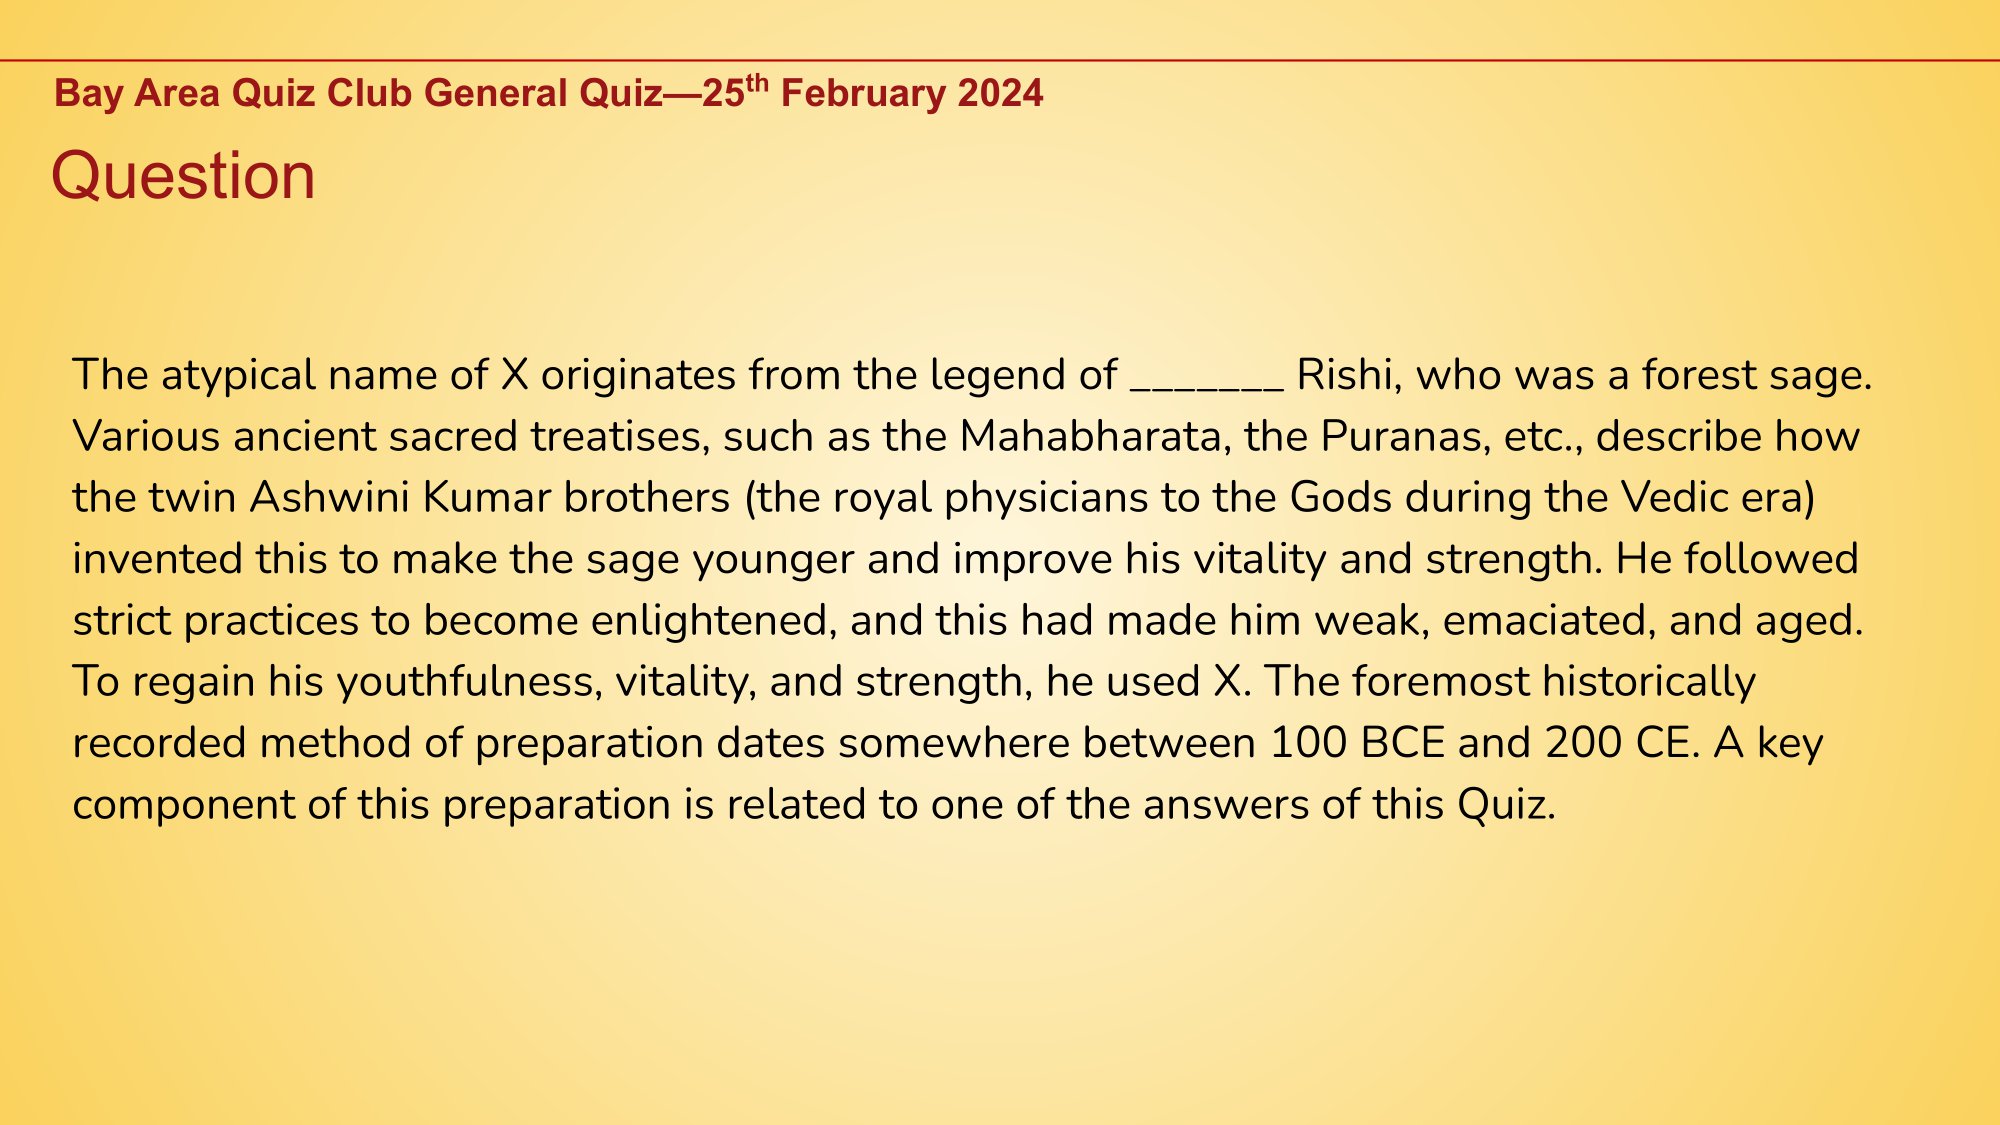 Bay Area Quiz Club General Quiz—25th February 2024
Question
The atypical name of X originates from the legend of _______ Rishi, who was a forest sage.
Various ancient sacred treatises, such as the Mahabharata, the Puranas, etc., describe how
the twin Ashwini Kumar brothers (the royal physicians to the Gods during the Vedic era)
invented this to make the sage younger and improve his vitality and strength. He followed
strict practices to become enlightened, and this had made him weak, emaciated, and aged.
To regain his youthfulness, vitality, and strength, he used X. The foremost historically
recorded method of preparation dates somewhere between 100 BCE and 200 CE. A key
component of this preparation is related to one of the answers of this Quiz.